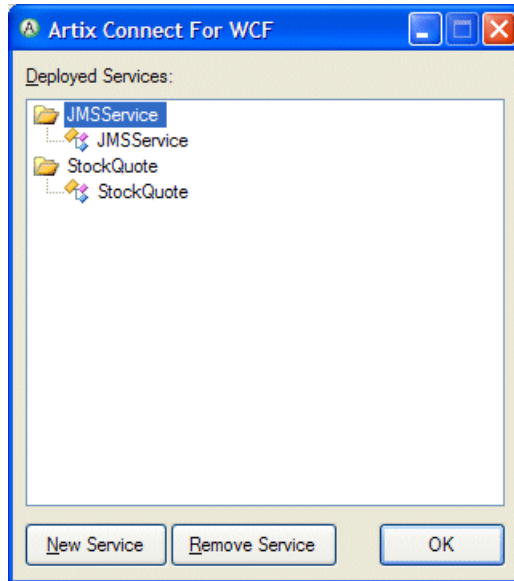 Artix Connect For WCF
Deployed Services:
JMSService
JMSService
StockQuote
StockQuote
New Service Remove Service OK